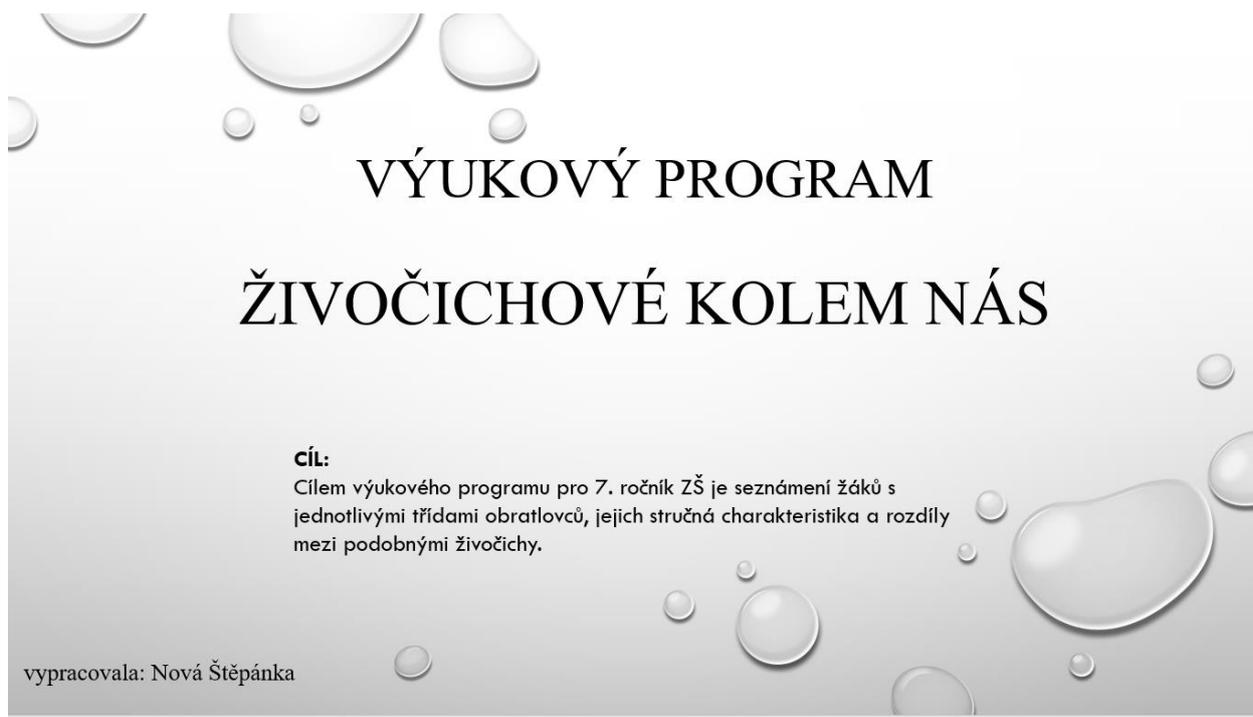 VÝUKOVÝ PROGRAM
ŽIVOČICHOVÉ KOLEM NÁS
CÍL:
Cílem výukového programu pro 7. ročník ZŠ je seznámení žáků s
jednotlivými třídami obratlovců, jejich stručná charakteristika a rozdíly
mezi podobnými živočichy.
vypracovala: Nová Štěpánka